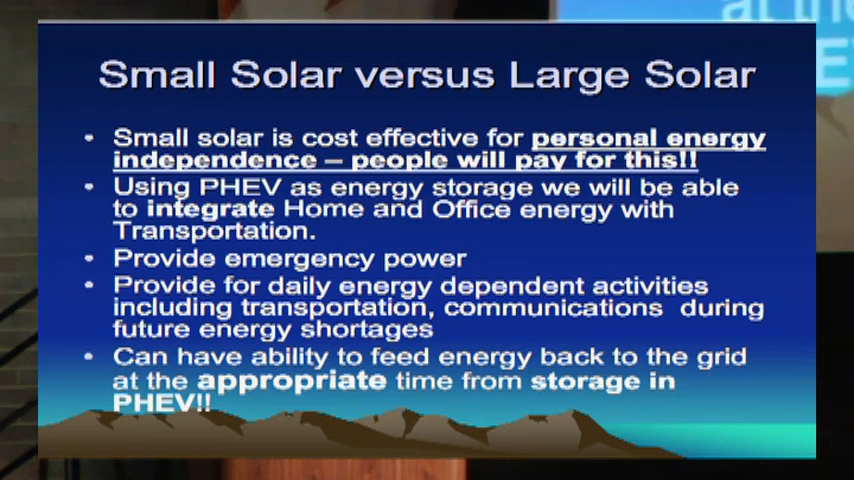 Small Solar versus Large Solar
• Small solar is cost effective for personal energy
independence – people will pay for this!!
• Using PHEV as energy storage we will be able
to integrate Home and Office energy with
Transportation.
• Provide emergency power
• Provide for daily energy dependent activities
including transportation, communications during
future energy shortages
• Can have ability to feed energy back to the grid
at the appropriate time from storage in
PHEV!!
at the